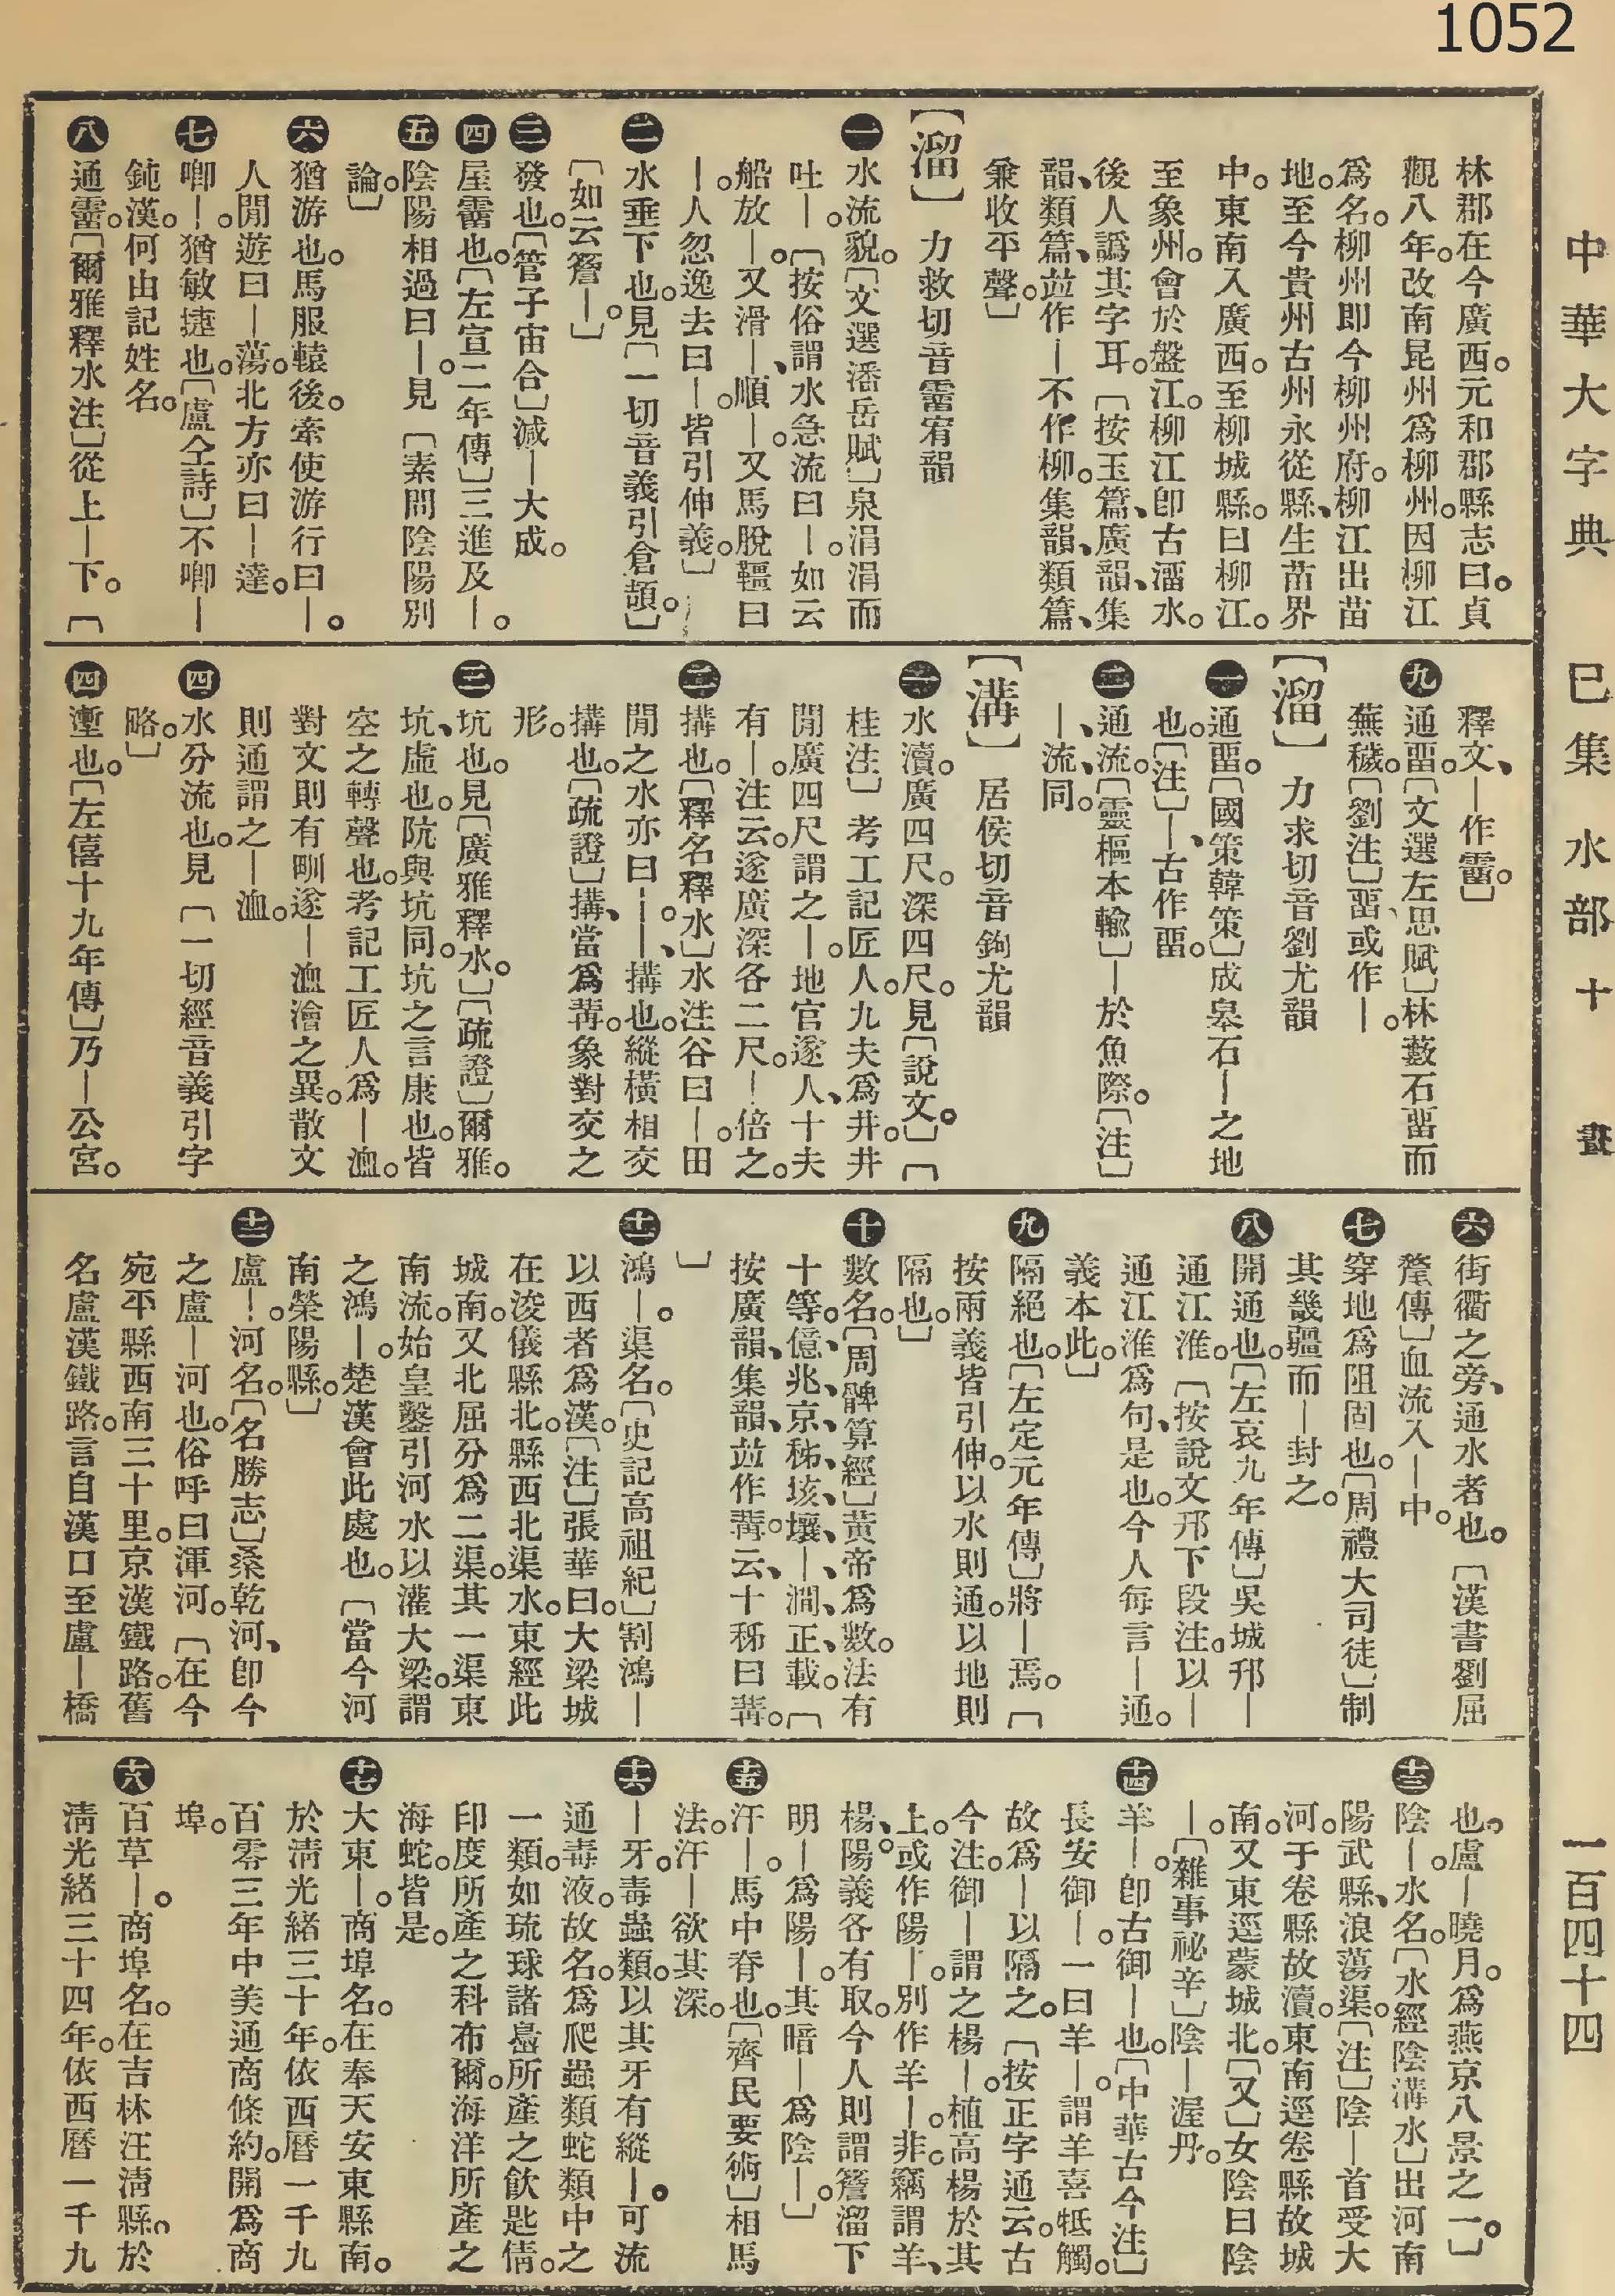 1052
中華大字典 巳集 水部 十畫 一百四十四
林郡在今廣西。元和郡縣志曰。貞
觀八年。改南昆州爲柳州。因柳江
爲名。柳州卽今柳州府。柳江出苗
地。至今貴州古州永從縣、生苗界
中。東南入廣西。至柳城縣。曰柳江。
至象州。會於盤江。柳江卽古澑水。
後人譌其字耳。〔按玉篇、廣韻、集
韻、類篇、竝作｜不作柳。集韻、類篇、
兼收平聲。〕
【溜】 力救切音霤宥韻
㊀水流貌。〔文選潘岳賦〕泉涓涓而
吐｜。〔按俗謂水急流曰｜。如云
船放｜。又滑｜、順｜。又馬脫韁曰
｜。人忽逸去曰｜。皆引伸義。〕
㊁水垂下也。見〔一切音義引倉頡。〕
〔如云簷｜。〕
㊂發也。〔管子宙合〕減｜大成。
㊃屋霤也。〔左宣二年傳〕三進及｜。
㊄陰陽相過曰｜。見〔素問陰陽別
論。〕
㊅猶游也。馬服轅後。牽使游行曰｜。
人閒遊曰｜蕩。北方亦曰｜達。
㊆唧｜。猶敏捷也。〔盧仝詩〕不唧｜
鈍漢。何由記姓名。
㊇通霤。〔爾雅釋水注〕從上｜下。〔
釋文、｜作霤。〕
㊈通畱。〔文選左思賦〕林藪石畱而
蕪穢。〔劉注〕畱或作｜。
【溜】 力求切音劉尤韻
㊀通畱。〔國策韓策〕成皋石｜之地
也。〔注〕｜、古作畱。
㊁通流。〔靈樞本輸〕｜於魚際。〔注〕
｜、流、同。
【溝】 居侯切音鉤尤韻
㊀水瀆。廣四尺。深四尺。見〔說文。〕〔
桂注〕考工記匠人。九夫爲井。井
閒廣四尺謂之｜。地官遂人、十夫
有｜。注云。遂廣深各二尺。｜倍之。
㊁搆也。〔釋名釋水〕水注谷曰｜。田
閒之水亦曰｜。｜、搆也。縱橫相交
搆也。〔疏證〕搆、當爲冓。象對交之
形。
㊂坑也。見〔廣雅釋水。〕〔疏證〕爾雅。
坑、虛也。阬與坑同。坑之言康也。皆
空之轉聲也。考記工匠人爲｜洫。
對文則有甽遂｜洫澮之異。散文
則通謂之｜洫。
㊃水分流也。見〔一切經音義引字
略。〕
㊃壍也。〔左僖十九年傳〕乃｜公宮。
㊅街衢之旁、通水者也。〔漢書劉屈
氂傳〕血流入｜中。
㊆穿地爲阻固也。〔周禮大司徒〕制
其畿疆而｜封之。
㊇開通也。〔左哀九年傳〕吳城邗｜
通江淮。〔按說文邗下段注。以｜
通江淮爲句、是也。今人每言｜通。
義本此。〕
㊈隔絕也。〔左定元年傳〕將｜焉。〔
按兩義皆引伸。以水則通。以地則
隔也。〕
㊉數名。〔周髀算經〕黃帝爲數。法有
十等。億、兆、京、秭、垓、壤、｜、澗、正、載。〔
按廣韻、集韻、竝作冓。云、十秭曰冓。
〕
⑪鴻｜。渠名。〔史記高祖紀〕割鴻｜
以西者爲漢。〔注〕張華曰。大梁城
在浚儀縣北。縣西北渠水。東經此
城南。又北屈分爲二渠。其一渠東
南流。始皇鑿引河水以灌大梁。謂
之鴻｜。楚漢會此處也。〔當今河
南滎陽縣。〕
⑫盧｜。河名。〔名勝志〕桑乾河、卽今
之盧｜河也。俗呼曰渾河。〔在今
宛平縣西南三十里。京漢鐵路。舊
名盧漢鐵路。言自漢口至盧｜橋
也。盧｜曉月。爲燕京八景之一。〕
⑬陰｜。水名。〔水經陰溝水〕出河南
陽武縣、浪蕩渠。〔注〕陰｜首受大
河。于卷縣故瀆。東南逕卷縣故城
南。又東逕蒙城北。〔又〕女陰曰陰
｜。〔雜事祕辛〕陰｜渥丹。
⑭羊｜。卽古御｜也。〔中華古今注〕
長安御｜。一曰羊｜。謂羊喜牴觸。
故爲｜以隔之。〔按正字通云。古
今注。御｜謂之楊｜。植高楊於其
上。或作陽｜。別作羊｜。非。竊謂羊、
楊、陽。義各有取。今人則謂簷溜下
明｜爲陽｜。其暗｜爲陰｜。〕
⑮汗｜。馬中脊也。〔齊民要術〕相馬
法。汗｜欲其深。
⑯｜牙。毒蟲類。以其牙有縱｜。可流
通毒液。故名。爲爬蟲類蛇類中之
一類。如琉球諸島所產之飲匙倩。
印度所產之科布爾。海洋所產之
海蛇。皆是。
⑰大東｜。商埠名。在奉天安東縣南。
於淸光緒三十年。依西曆一千九
百零三年中美通商條約。開爲商
埠。
⑱百草｜。商埠名。在吉林汪淸縣。於
淸光緒三十四年。依西曆一千九